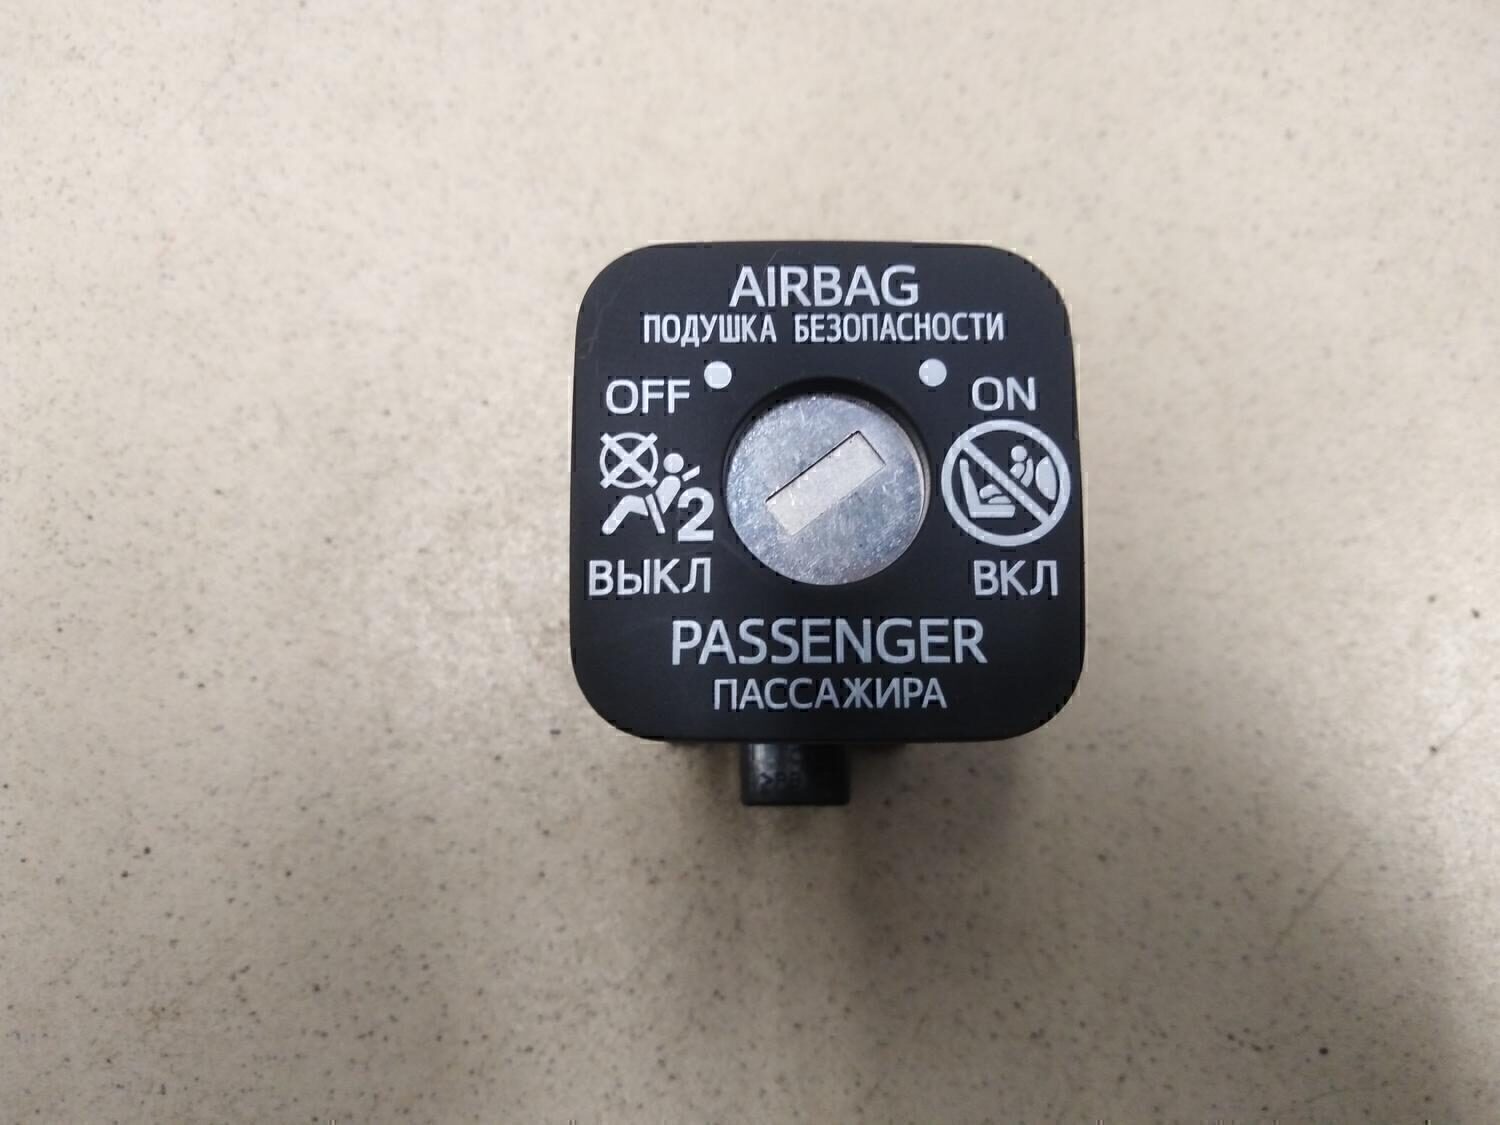 AIRBAG
ПОДУШКА БЕЗОПАСНОСТИ
OFF
ON
2
ВЫКЛ
ВКЛ
PASSENGER
ПАССАЖИРА